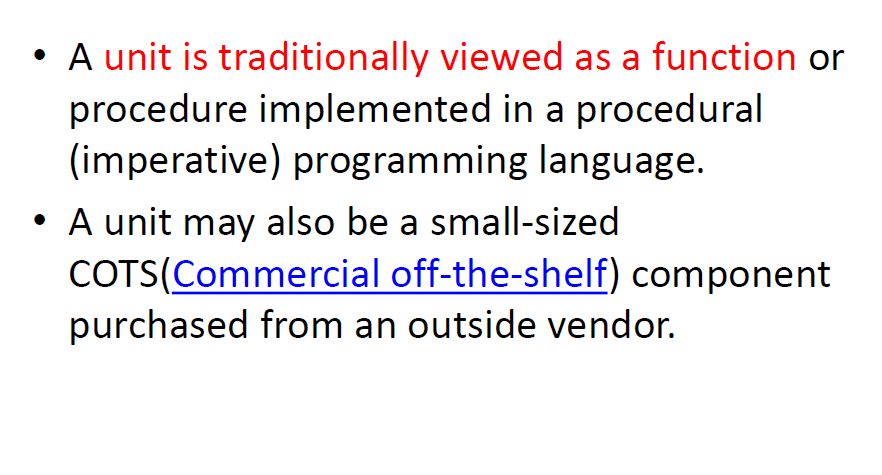 • A unit is traditionally viewed as a function or
procedure implemented in a procedural
(imperative) programming language.
• A unit may also be a small-sized
COTS(Commercial off-the-shelf) component
purchased from an outside vendor.